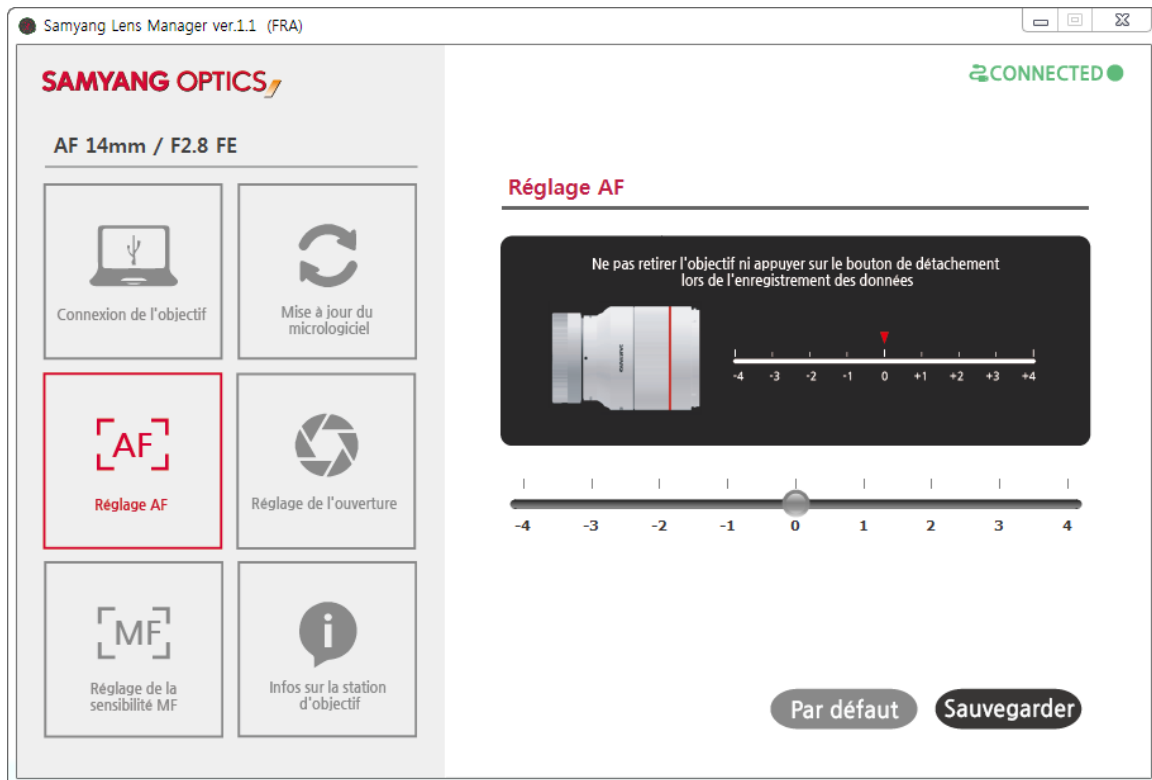 Samyang Lens Manager ver.1.1 (FRA)
SAMYANG OPTICS
CONNECTED
AF 14mm / F2.8 FE
Connexion de l'objectif
Mise à jour du
micrologiciel
AF
Réglage AF
Réglage de l'ouverture
MF
Réglage de la
sensibilité MF
i
Infos sur la station
d'objectif
Réglage AF
Ne pas retirer l'objectif ni appuyer sur le bouton de détachement
lors de l'enregistrement des données
SAMYANG
-4 -3 -2 -1 0 +1 +2 +3 +4
-4 -3 -2 -1 0 1 2 3 4
Par défaut
Sauvegarder